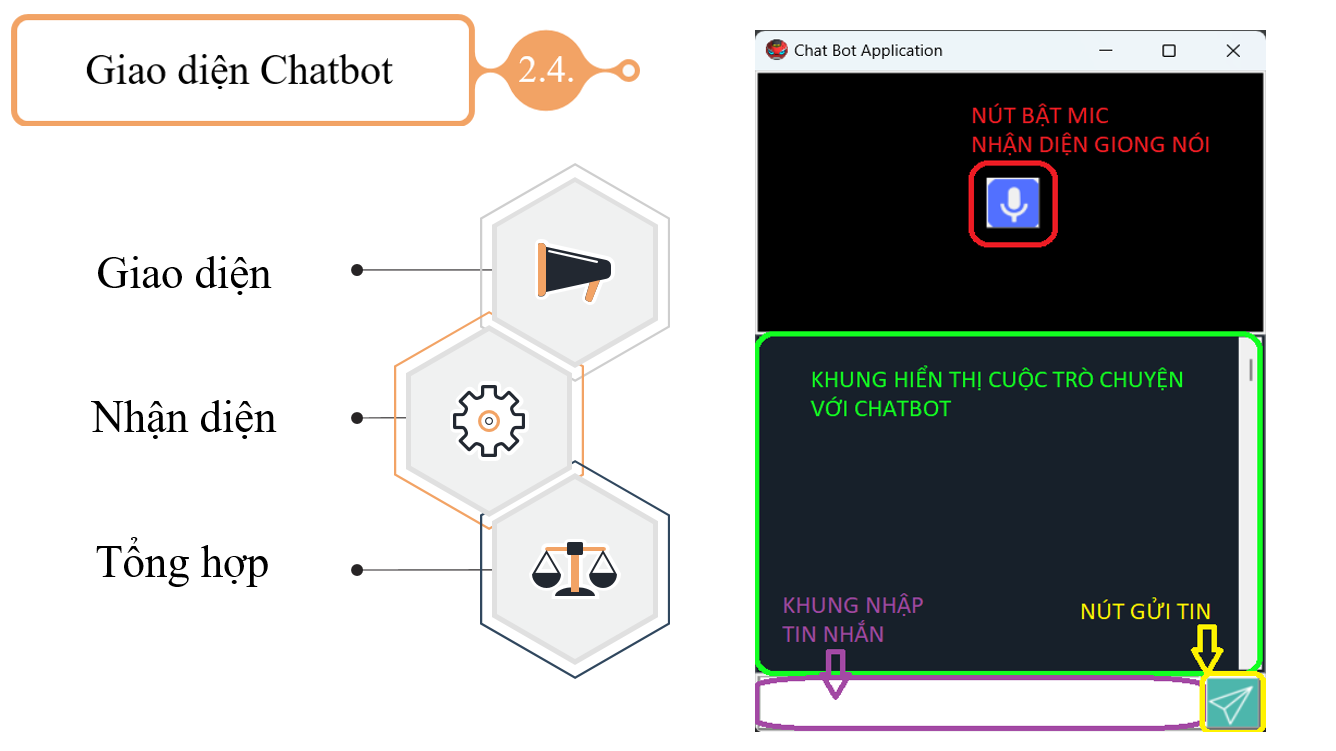 Giao diện Chatbot
2.4.
Giao diện
Nhận diện
Tổng hợp
Chat Bot Application
NÚT BẬT MIC
NHẬN DIỆN GIONG NÓI
KHUNG HIỂN THỊ CUỘC TRÒ CHUYỆN
VỚI CHATBOT
KHUNG NHẬP
TIN NHẮN
NÚT GỬI TIN